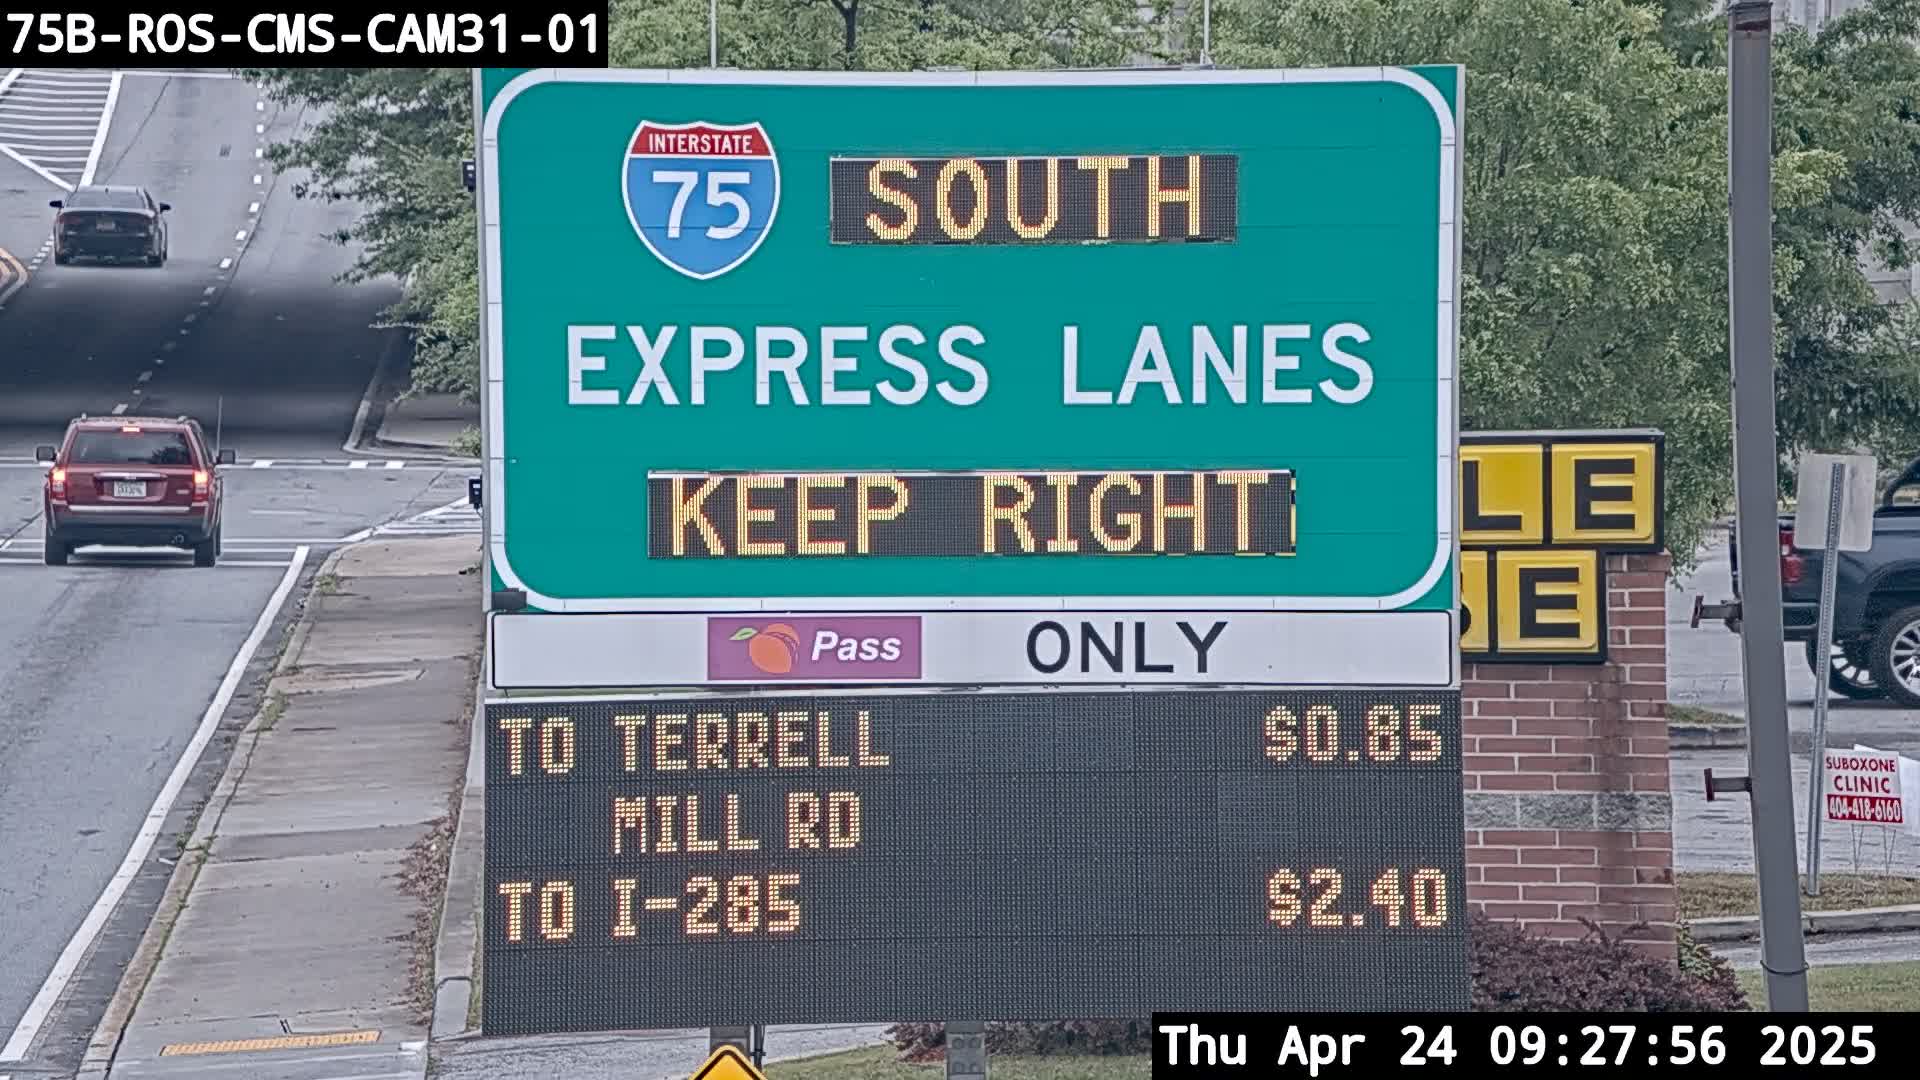 75B-ROS-CMS-CAM31-01
INTERSTATE
75
SOUTH
EXPRESS LANES
KEEP RIGHT
Pass ONLY
TO TERRELL $0.85
MILL RD
TO I-285 $2.40
LE
E
SUBOXONE
CLINIC
404-418-6160
Thu Apr 24 09:27:56 2025